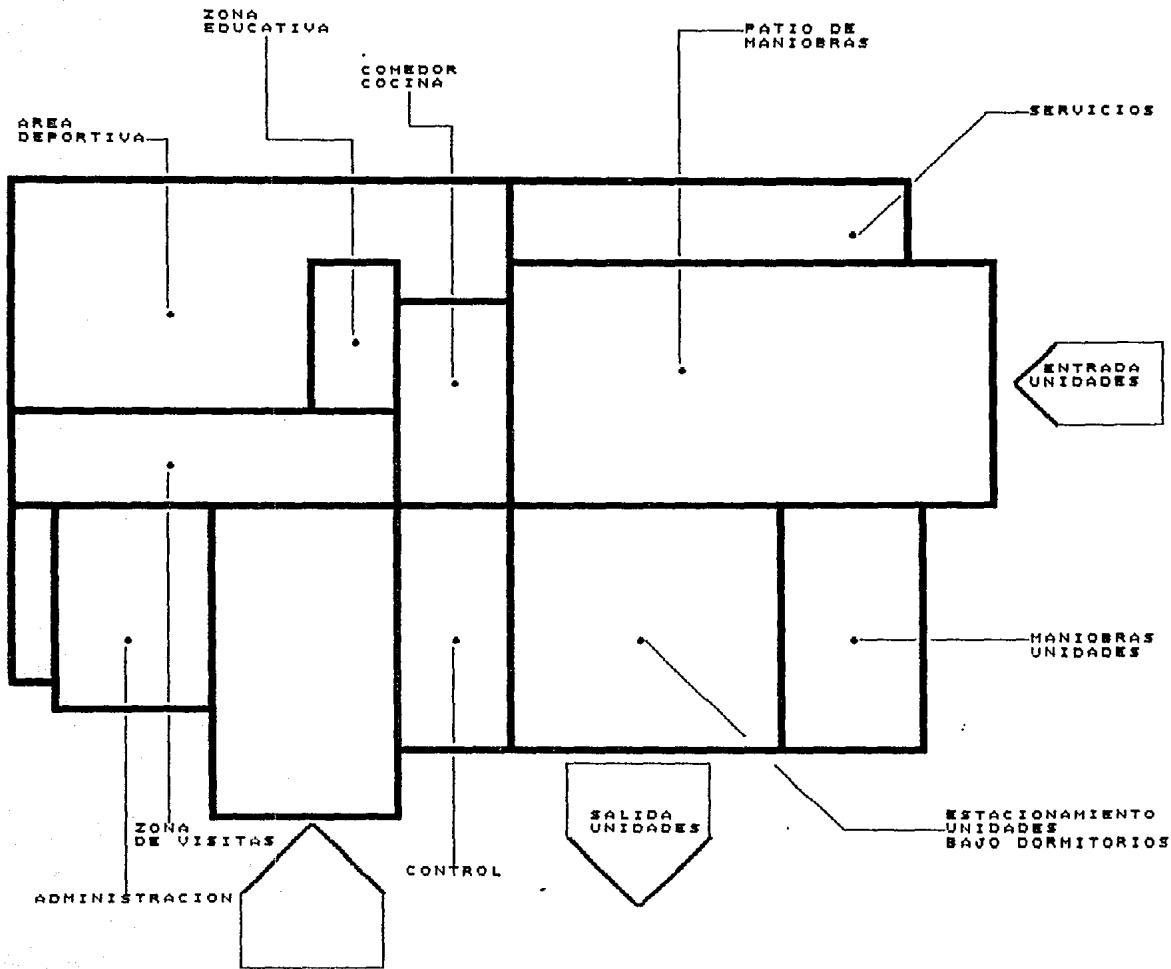 ZONA
EDUCATIVA
PATIO DE
MANIOBRAS
COMEDOR
COCINA
SERVICIOS
AREA
DEPORTIVA
ENTRADA
UNIDADES
MANIOBRAS
UNIDADES
SALIDA
UNIDADES
ESTACIONAMIENTO
UNIDADES
BAJO DORMITORIOS
ZONA
DE VISITAS
CONTROL
ADMINISTRACION